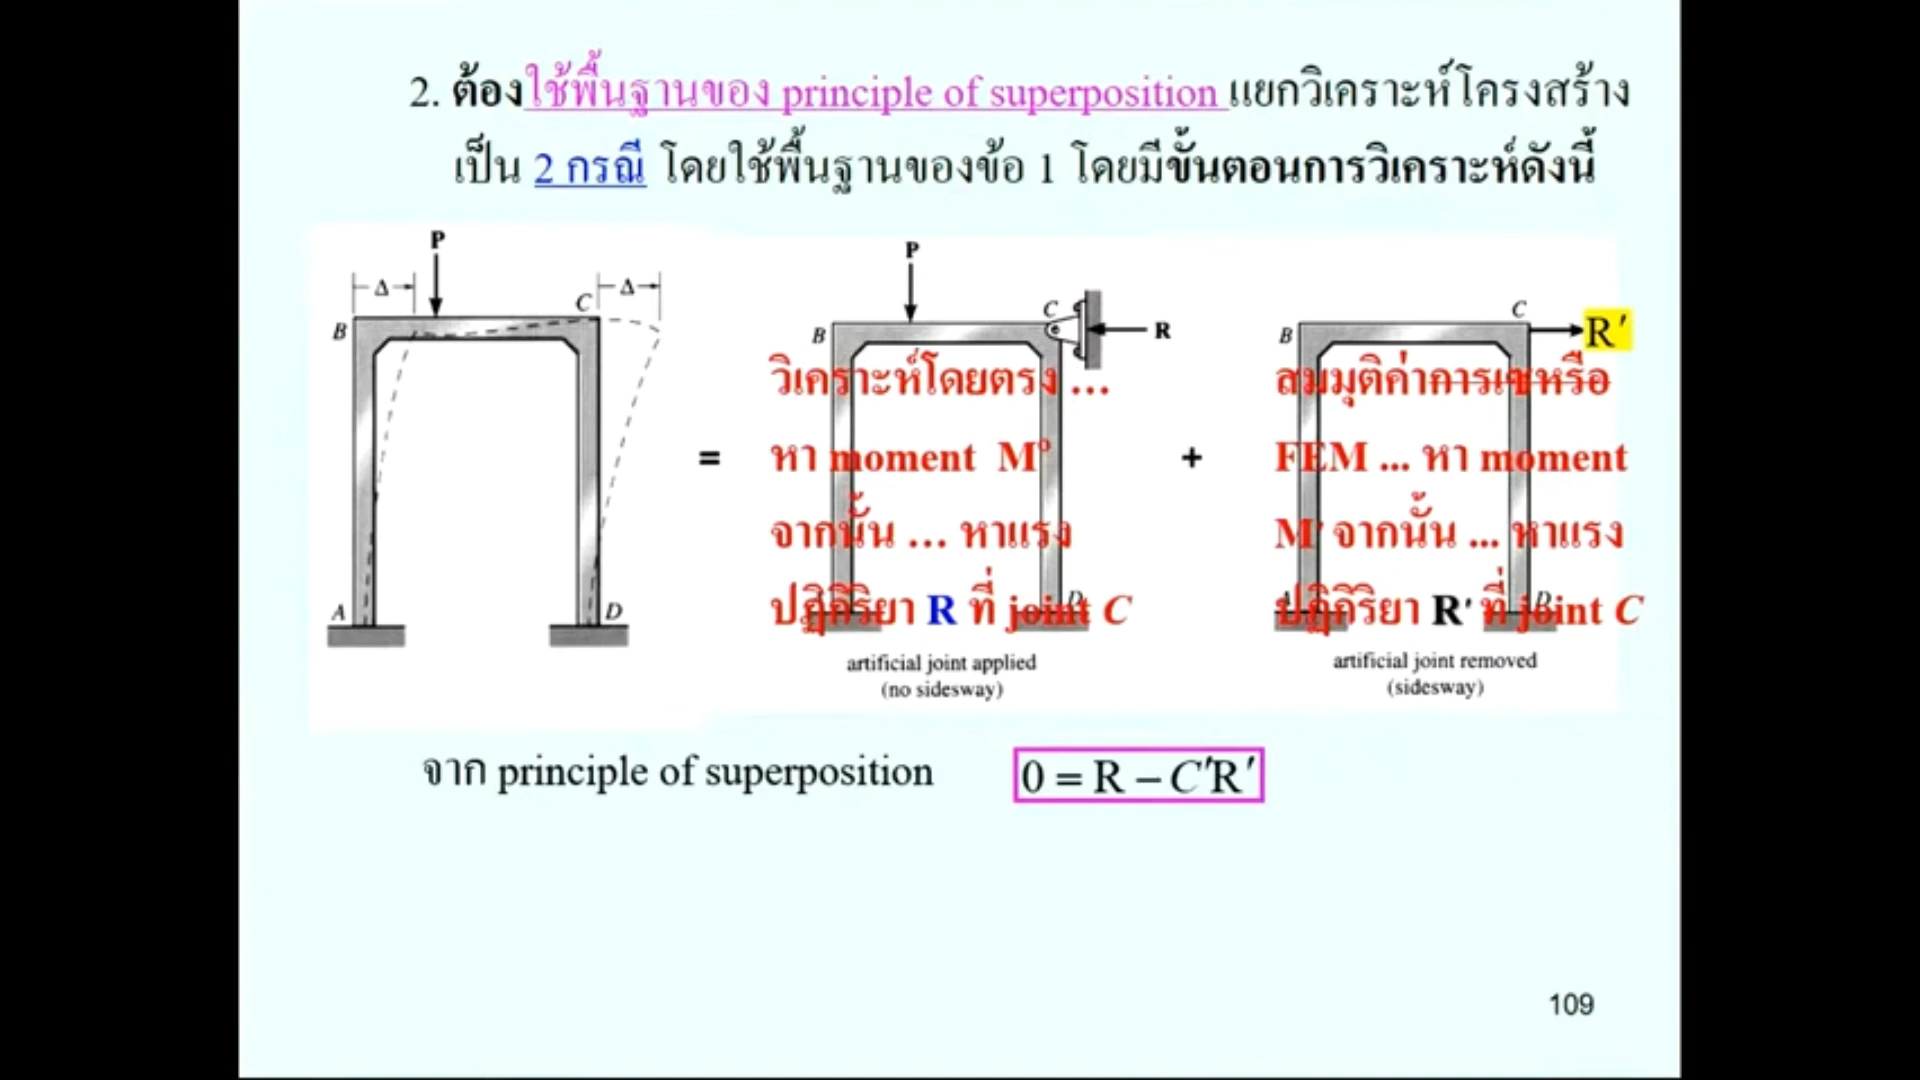 2. ต้องใช้พื้นฐานของ principle of superposition แยกวิเคราะห์โครงสร้าง
เป็น 2 กรณี โดยใช้พื้นฐานของข้อ 1 โดยมีขั้นตอนการวิเคราะห์ดังนี้
P
Δ
Δ
B
C
A
D
=
P
B
C
R
วิเคราะห์โดยตรง ...
หา moment M°
จากนั้น ... หาแรง
ปฏิกิริยา R ที่ joint C
D
artificial joint applied
(no sidesway)
+
B
C
R′
สมมุติค่าการเซหรือ
FEM ... หา moment
M′ จากนั้น ... หาแรง
ปฏิกิริยา R′ ที่ joint C
A
D
artificial joint removed
(sidesway)
จาก principle of superposition 0 = R − C′R′
109